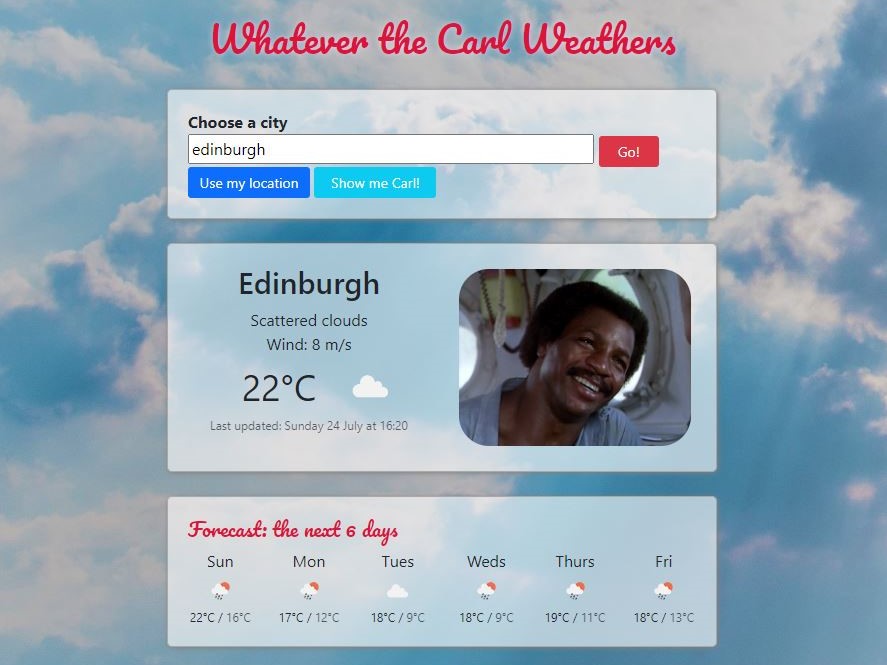 Whatever the Carl Weathers
Choose a city
edinburgh
Go!
Use my location
Show me Carl!
Edinburgh
Scattered clouds
Wind: 8 m/s
22°C
Last updated: Sunday 24 July at 16:20
Forecast: the next 6 days
Sun Mon Tues Weds Thurs Fri
22°C / 16°C 17°C / 12°C 18°C / 9°C 18°C / 9°C 19°C / 11°C 18°C / 13°C